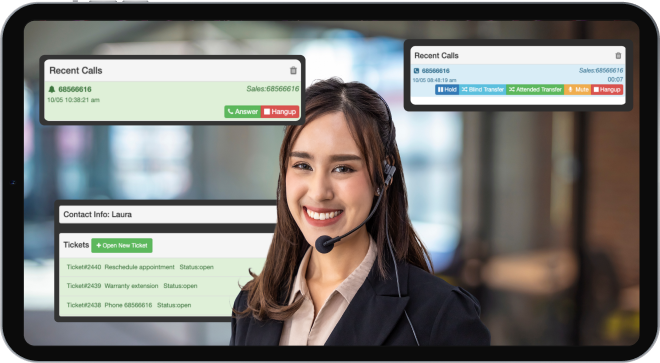 Recent Calls
68566616 Sales:68566616
10/05 10:38:21 am
Answer Hangup
Recent Calls
68566616 Sales:68566616
10/05 08:48:19 am 00:07
Hold Blind Transfer Attended Transfer Mute Hangup
Contact Info: Laura
Tickets + Open New Ticket
Ticket#2440 Reschedule appointment Status:open
Ticket#2439 Warranty extension Status:open
Ticket#2438 Phone 68566616 Status:open